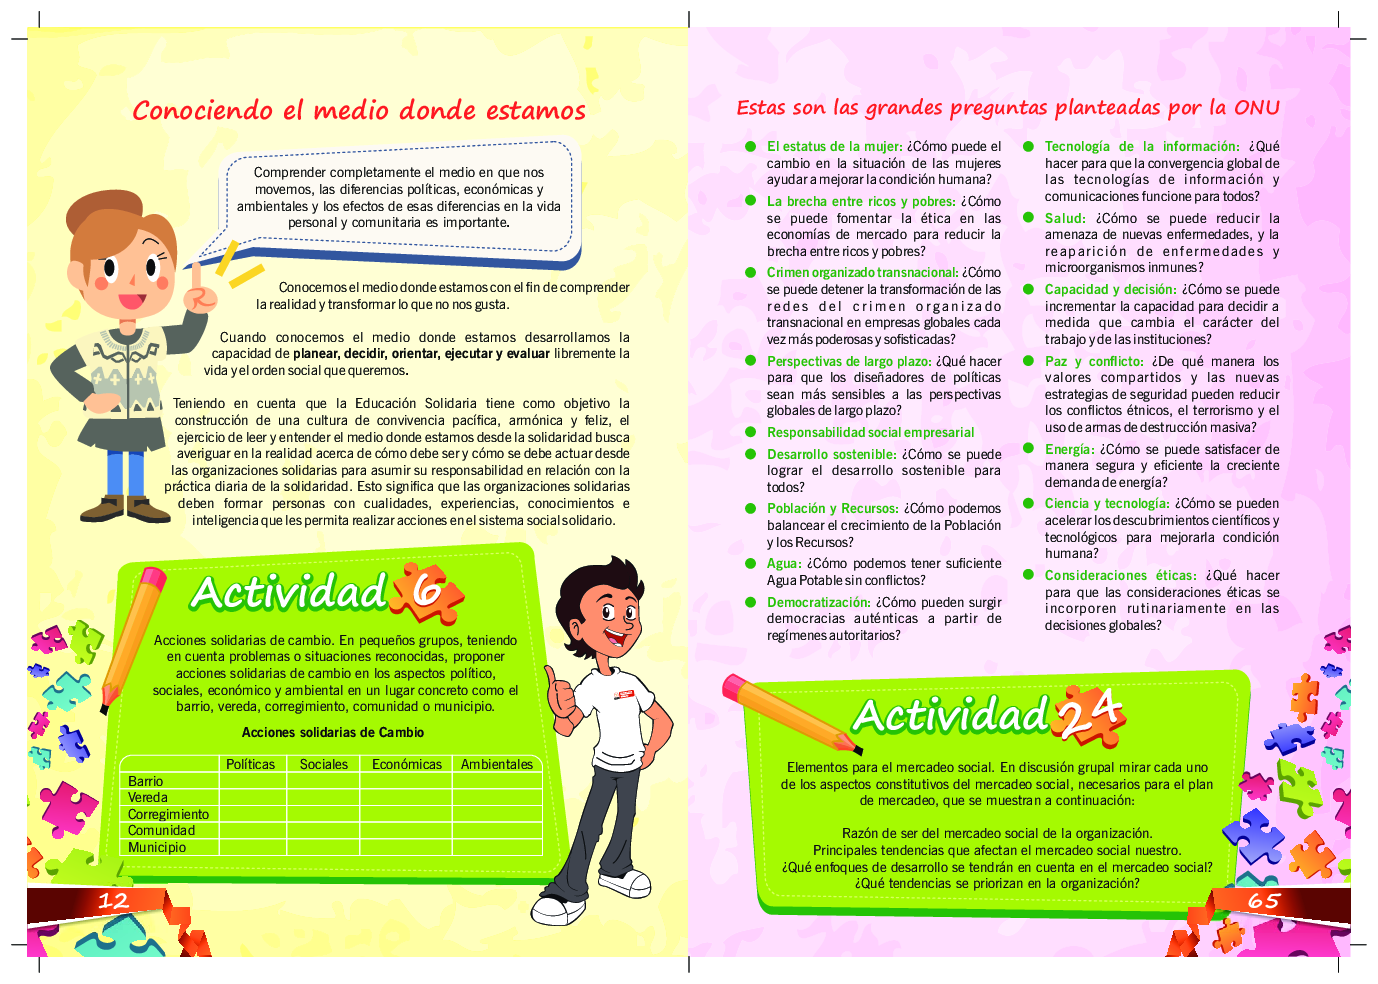 Conociendo el medio donde estamos
Comprender completamente el medio en que nos
movemos, las diferencias políticas, económicas y
ambientales y los efectos de esas diferencias en la vida
personal y comunitaria es importante.
Conocemos el medio donde estamos con el fin de comprender
la realidad y transformar lo que no nos gusta.
Cuando conocemos el medio donde estamos desarrollamos la
capacidad de planear, decidir, orientar, ejecutar y evaluar libremente la
vida y el orden social que queremos.
Teniendo en cuenta que la Educación Solidaria tiene como objetivo la
construcción de una cultura de convivencia pacífica, armónica y feliz, el
ejercicio de leer y entender el medio donde estamos desde la solidaridad busca
averiguar en la realidad acerca de cómo debe ser y cómo se debe actuar desde
las organizaciones solidarias para asumir su responsabilidad en relación con la
práctica diaria de la solidaridad. Esto significa que las organizaciones solidarias
deben formar personas con cualidades, experiencias, conocimientos e
inteligencia que les permita realizar acciones en el sistema social solidario.
Actividad 6
Acciones solidarias de cambio. En pequeños grupos, teniendo
en cuenta problemas o situaciones reconocidas, proponer
acciones solidarias de cambio en los aspectos político,
sociales, económico y ambiental en un lugar concreto como el
barrio, vereda, corregimiento, comunidad o municipio.
Acciones solidarias de Cambio
Políticas Sociales Económicas Ambientales
Barrio
Vereda
Corregimiento
Comunidad
Municipio
12
Estas son las grandes preguntas planteadas por la ONU
El estatus de la mujer: ¿Cómo puede el
cambio en la situación de las mujeres
ayudar a mejorar la condición humana?
La brecha entre ricos y pobres: ¿Cómo
se puede fomentar la ética en las
economías de mercado para reducir la
brecha entre ricos y pobres?
Crimen organizado transnacional: ¿Cómo
se puede detener la transformación de las
redes del crimen organizado
transnacional en empresas globales cada
vez más poderosas y sofisticadas?
Perspectivas de largo plazo: ¿Qué hacer
para que los diseñadores de políticas
sean más sensibles a las perspectivas
globales de largo plazo?
Responsabilidad social empresarial
Desarrollo sostenible: ¿Cómo se puede
lograr el desarrollo sostenible para
todos?
Población y Recursos: ¿Cómo podemos
balancear el crecimiento de la Población
y los Recursos?
Agua: ¿Cómo podemos tener suficiente
Agua Potable sin conflictos?
Democratización: ¿Cómo pueden surgir
democracias auténticas a partir de
regímenes autoritarios?
Tecnología de la información: ¿Qué
hacer para que la convergencia global de
las tecnologías de información y
comunicaciones funcione para todos?
Salud: ¿Cómo se puede reducir la
amenaza de nuevas enfermedades, y la
reaparición de enfermedades y
microorganismos inmunes?
Capacidad y decisión: ¿Cómo se puede
incrementar la capacidad para decidir a
medida que cambia el carácter del
trabajo y de las instituciones?
Paz y conflicto: ¿De qué manera los
valores compartidos y las nuevas
estrategias de seguridad pueden reducir
los conflictos étnicos, el terrorismo y el
uso de armas de destrucción masiva?
Energía: ¿Cómo se puede satisfacer de
manera segura y eficiente la creciente
demanda de energía?
Ciencia y tecnología: ¿Cómo se pueden
acelerar los descubrimientos científicos y
tecnológicos para mejorarla condición
humana?
Consideraciones éticas: ¿Qué hacer
para que las consideraciones éticas se
incorporen rutinariamente en las
decisiones globales?
Actividad 24
Elementos para el mercadeo social. En discusión grupal mirar cada uno
de los aspectos constitutivos del mercadeo social, necesarios para el plan
de mercadeo, que se muestran a continuación:
Razón de ser del mercadeo social de la organización.
Principales tendencias que afectan el mercadeo social nuestro.
¿Qué enfoques de desarrollo se tendrán en cuenta en el mercadeo social?
¿Qué tendencias se priorizan en la organización?
65